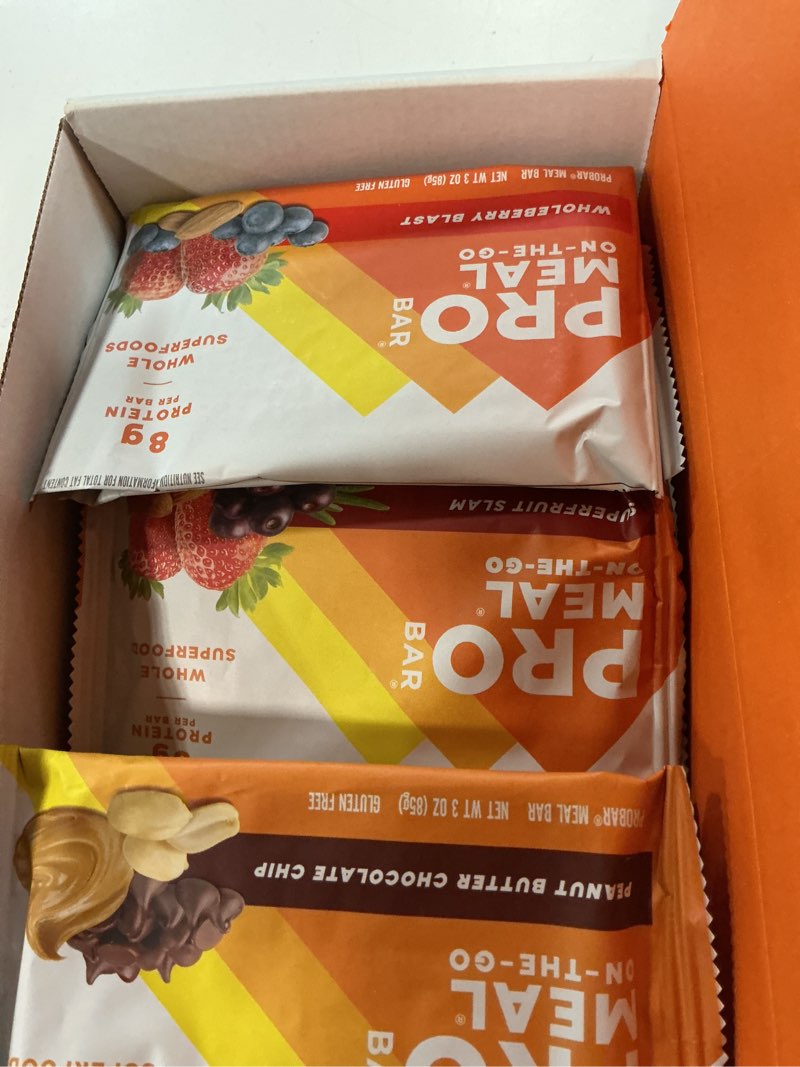 PROBAR® MEAL BAR NET WT 3 OZ (85g) GLUTEN FREE
WHOLEBERRY BLAST
ON-THE-GO
MEAL®
PRO
BAR®
WHOLE
SUPERFOODS
8g
PROTEIN
PER BAR
SEE NUTRITION INFORMATION FOR TOTAL FAT CONTENT
SUPERFRUIT SLAM
ON-THE-GO
MEAL®
PRO
BAR®
WHOLE
SUPERFOOD
PROTEIN
PER BAR
PROBAR® MEAL BAR NET WT 3 OZ (85g) GLUTEN FREE
PEANUT BUTTER CHOCOLATE CHIP
ON-THE-GO
MEAL®